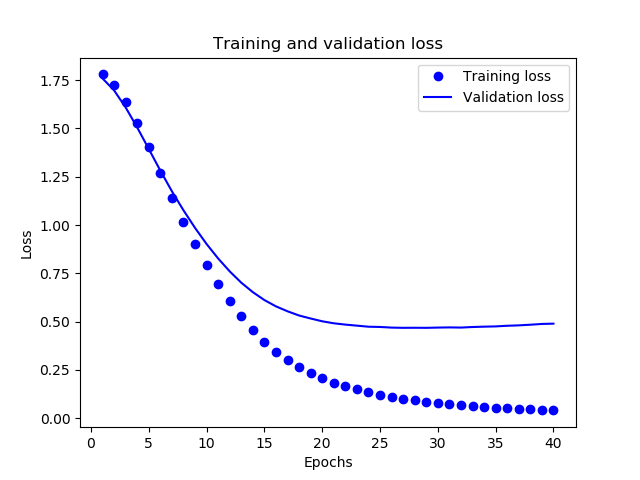 Training and validation loss
Training loss
Validation loss
Loss
1.75
1.50
1.25
1.00
0.75
0.50
0.25
0.00
0 5 10 15 20 25 30 35 40
Epochs